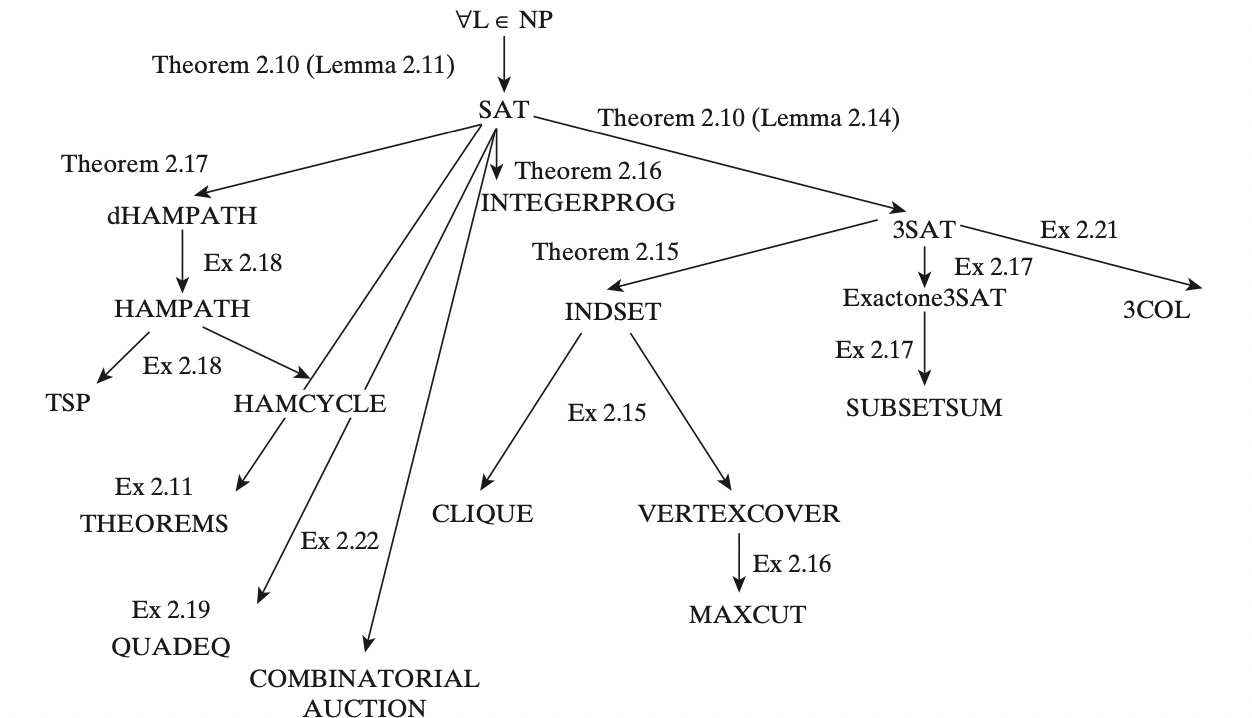 ∀L ∈ NP
Theorem 2.10 (Lemma 2.11)
SAT
Theorem 2.10 (Lemma 2.14)
Theorem 2.17
Theorem 2.16
INTEGERPROG
dHAMPATH
3SAT
Ex 2.21
Theorem 2.15
Ex 2.18
Ex 2.17
Exactone3SAT
HAMPATH
INDSET
3COL
Ex 2.18
Ex 2.17
TSP
HAMCYCLE
Ex 2.15
SUBSETSUM
Ex 2.11
THEOREMS
CLIQUE
VERTEXCOVER
Ex 2.22
Ex 2.16
Ex 2.19
QUADEQ
MAXCUT
COMBINATORIAL
AUCTION